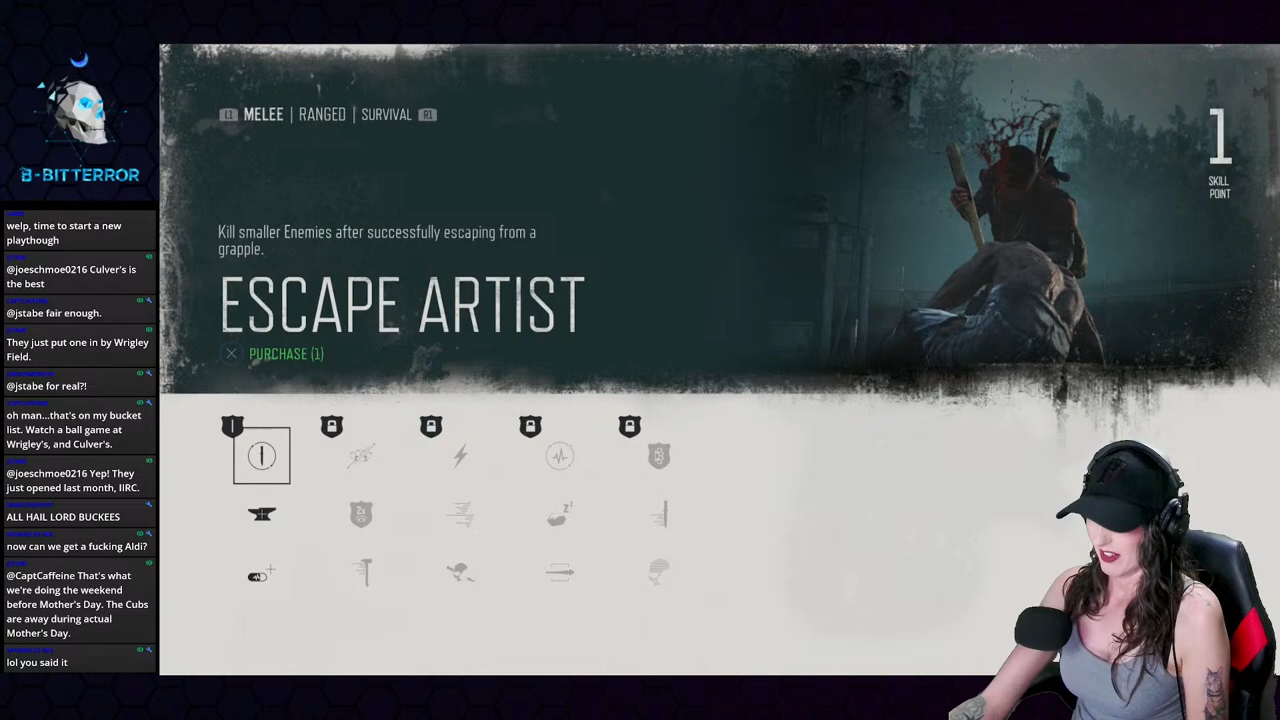 B-BITTERROR
welp, time to start a new
playthough
@joeschmoe0216 Culver's is
the best
@jstabe fair enough.
They just put one in by Wrigley
Field.
@jstabe for real?!
oh man...that's on my bucket
list. Watch a ball game at
Wrigley's, and Culver's.
@joeschmoe0216 Yep! They
just opened last month, IIRC.
ALL HAIL LORD BUCKEES
now can we get a fucking Aldi?
@CaptCaffeine That's what
we're doing the weekend
before Mother's Day. The Cubs
are away during actual
Mother's Day.
lol you said it
L1 MELEE | RANGED | SURVIVAL R1
1
SKILL
POINT
Kill smaller Enemies after successfully escaping from a
grapple.
ESCAPE ARTIST
PURCHASE (1)
2x